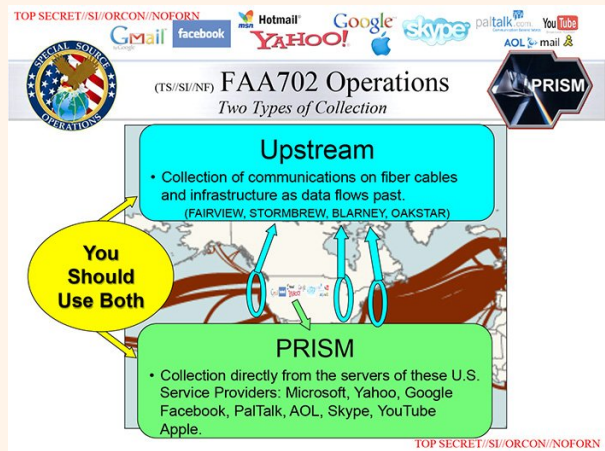 TOP SECRET//SI//ORCON//NOFORN
Gmail
by Google
facebook
msn
Hotmail
YAHOO!
Google
skype
paltalk.com
YouTube
AOL mail
SPECIAL SOURCE
OPERATIONS
(TS//SI//NF) FAA702 Operations
Two Types of Collection
PRISM
Upstream
• Collection of communications on fiber cables
and infrastructure as data flows past.
(FAIRVIEW, STORMBREW, BLARNEY, OAKSTAR)
You
Should
Use Both
PRISM
• Collection directly from the servers of these U.S.
Service Providers: Microsoft, Yahoo, Google
Facebook, PalTalk, AOL, Skype, YouTube
Apple.
TOP SECRET//SI//ORCON//NOFORN